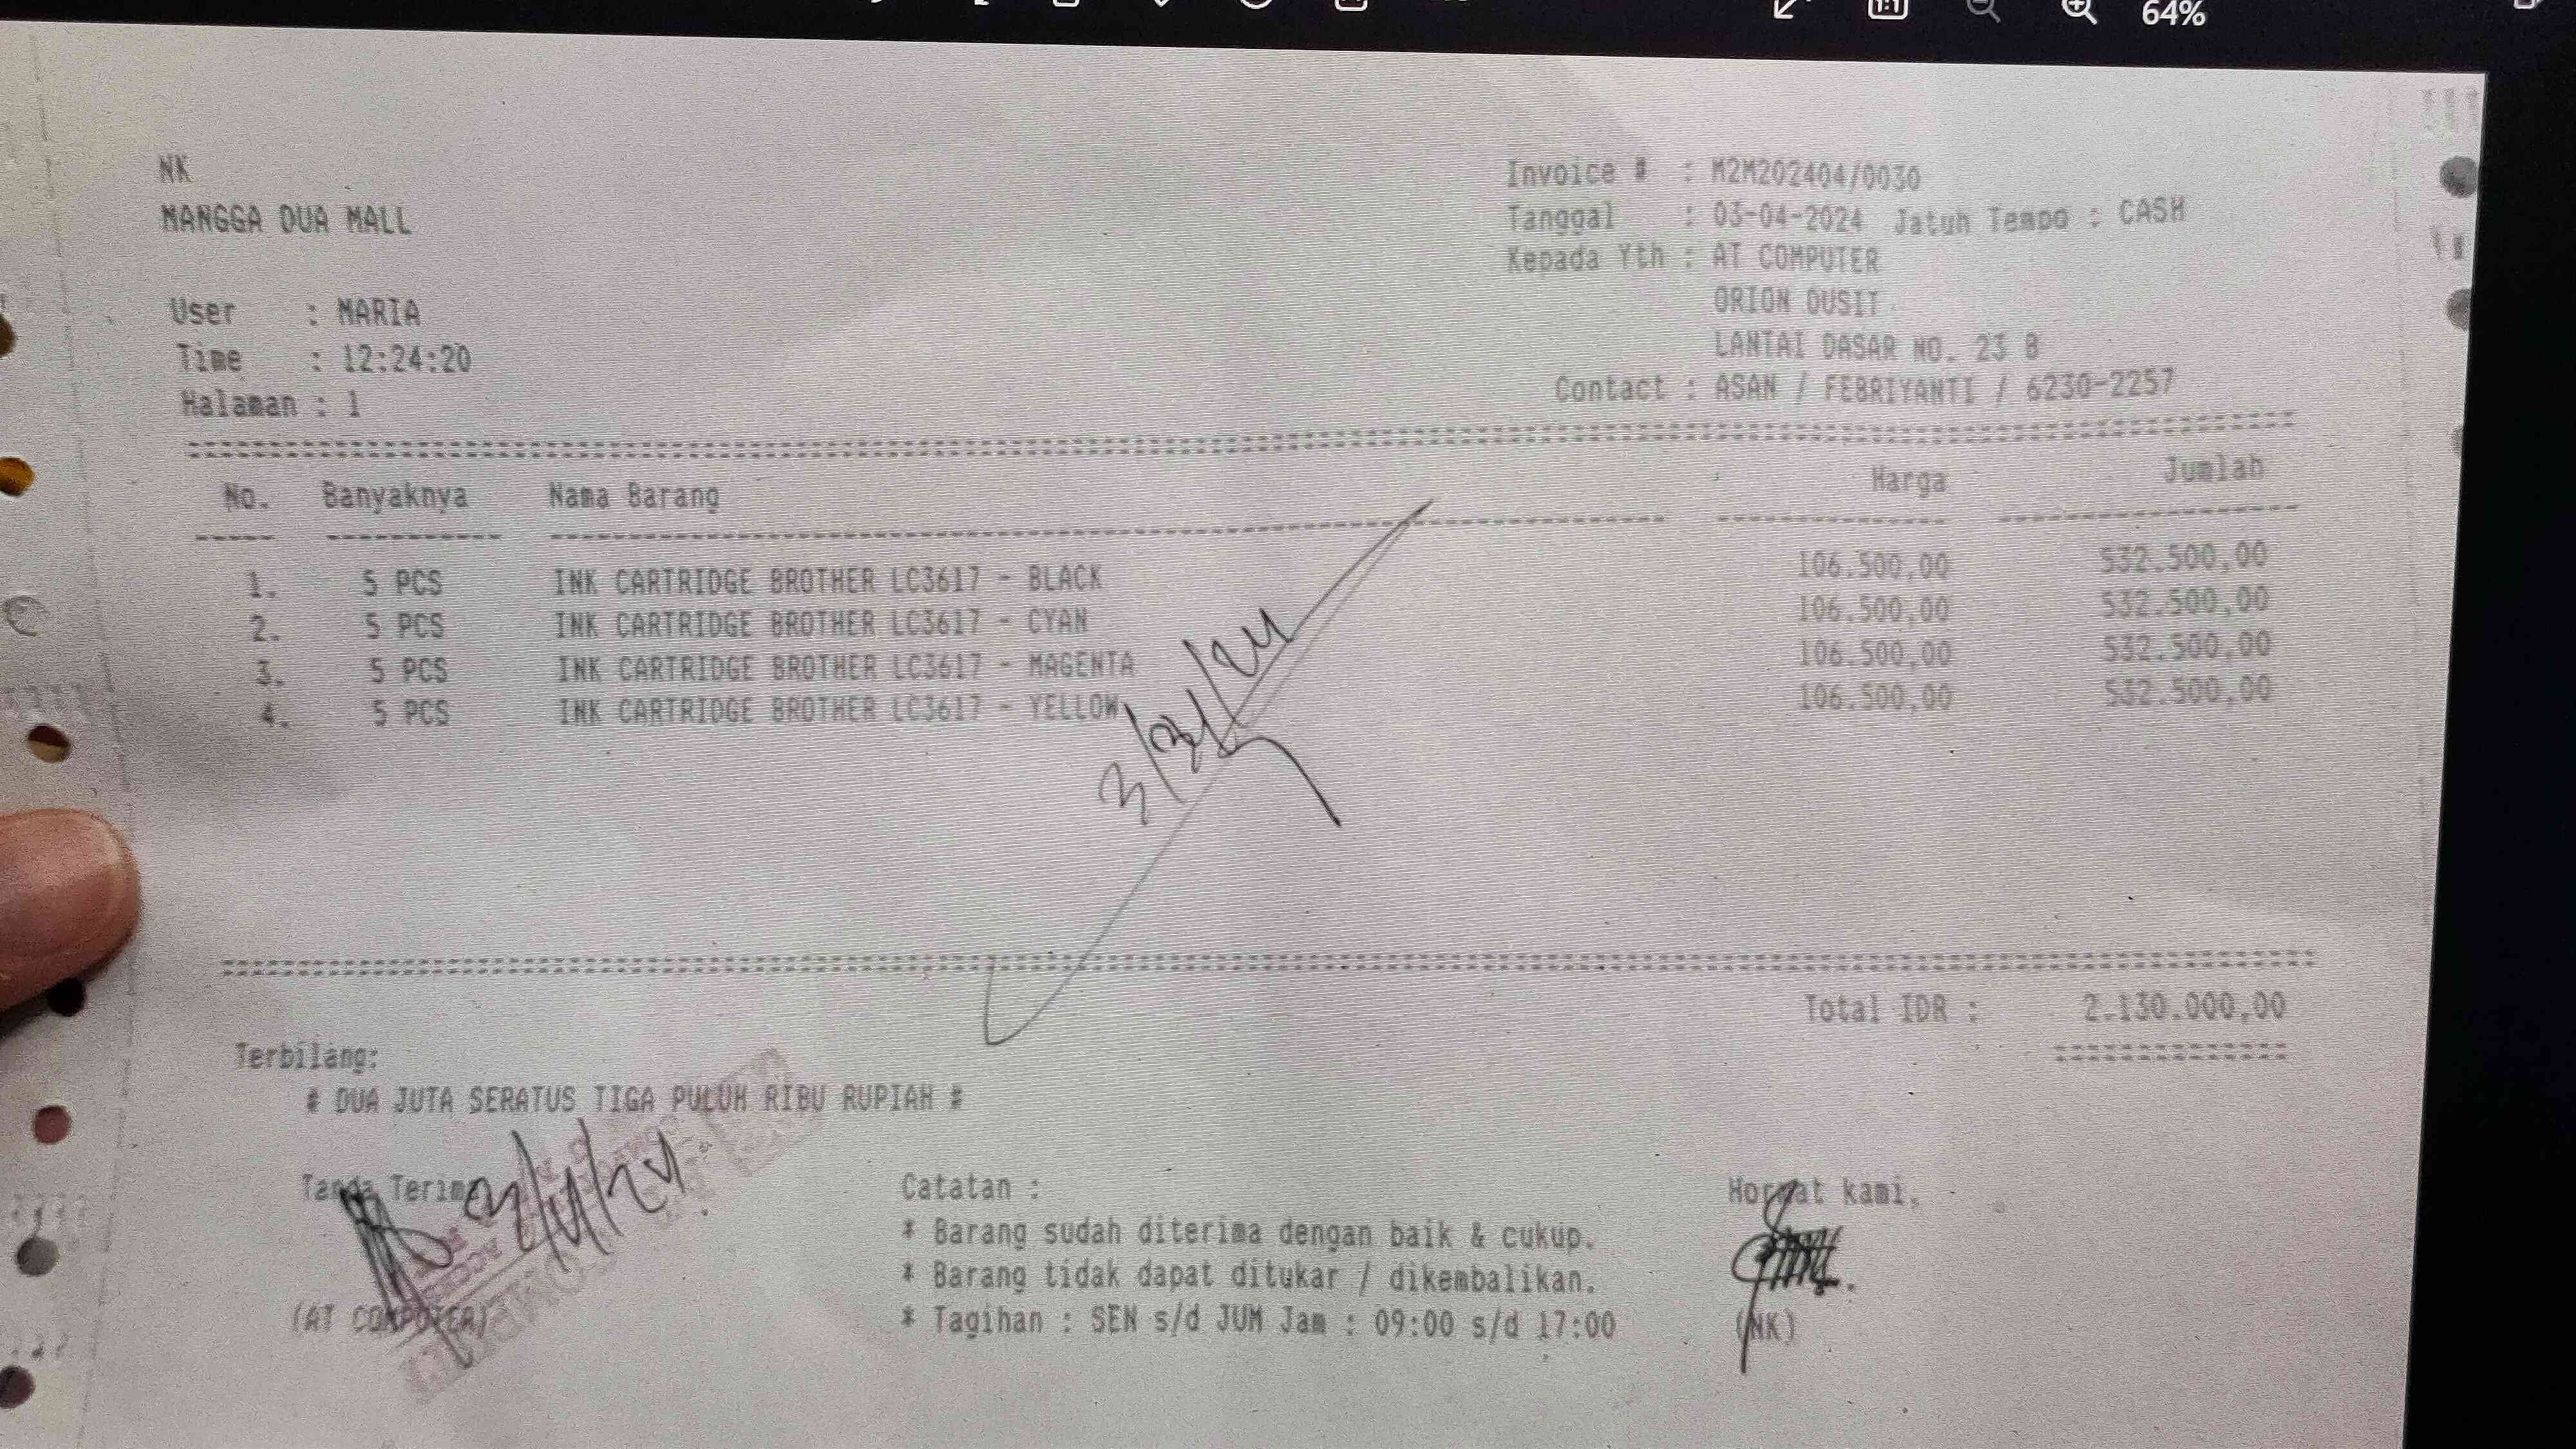 64%
NK
MANGGA DUA MALL
User : MARIA
Time : 12:24:20
Halaman : 1
Invoice # : M2M202404/0030
Tanggal : 03-04-2024 Jatuh Tempo : CASH
Kepada Yth : AT COMPUTER
ORION DUSIT
LANTAI DASAR NO. 23 B
Contact : ASAN / FEBRIYANTI / 6230-2257
No. Banyaknya Nama Barang Harga Jumlah
1. 5 PCS INK CARTRIDGE BROTHER LC3617 - BLACK 106.500,00 532.500,00
2. 5 PCS INK CARTRIDGE BROTHER LC3617 - CYAN 106.500,00 532.500,00
3. 5 PCS INK CARTRIDGE BROTHER LC3617 - MAGENTA 106.500,00 532.500,00
4. 5 PCS INK CARTRIDGE BROTHER LC3617 - YELLOW 106.500,00 532.500,00
Total IDR : 2.130.000,00
Terbilang:
# DUA JUTA SERATUS TIGA PULUH RIBU RUPIAH #
Tanda Terima
3/4/24
(AT COMPUTER)
Catatan :
* Barang sudah diterima dengan baik & cukup.
* Barang tidak dapat ditukar / dikembalikan.
* Tagihan : SEN s/d JUM Jam : 09:00 s/d 17:00
Hormat kami,
(NK)